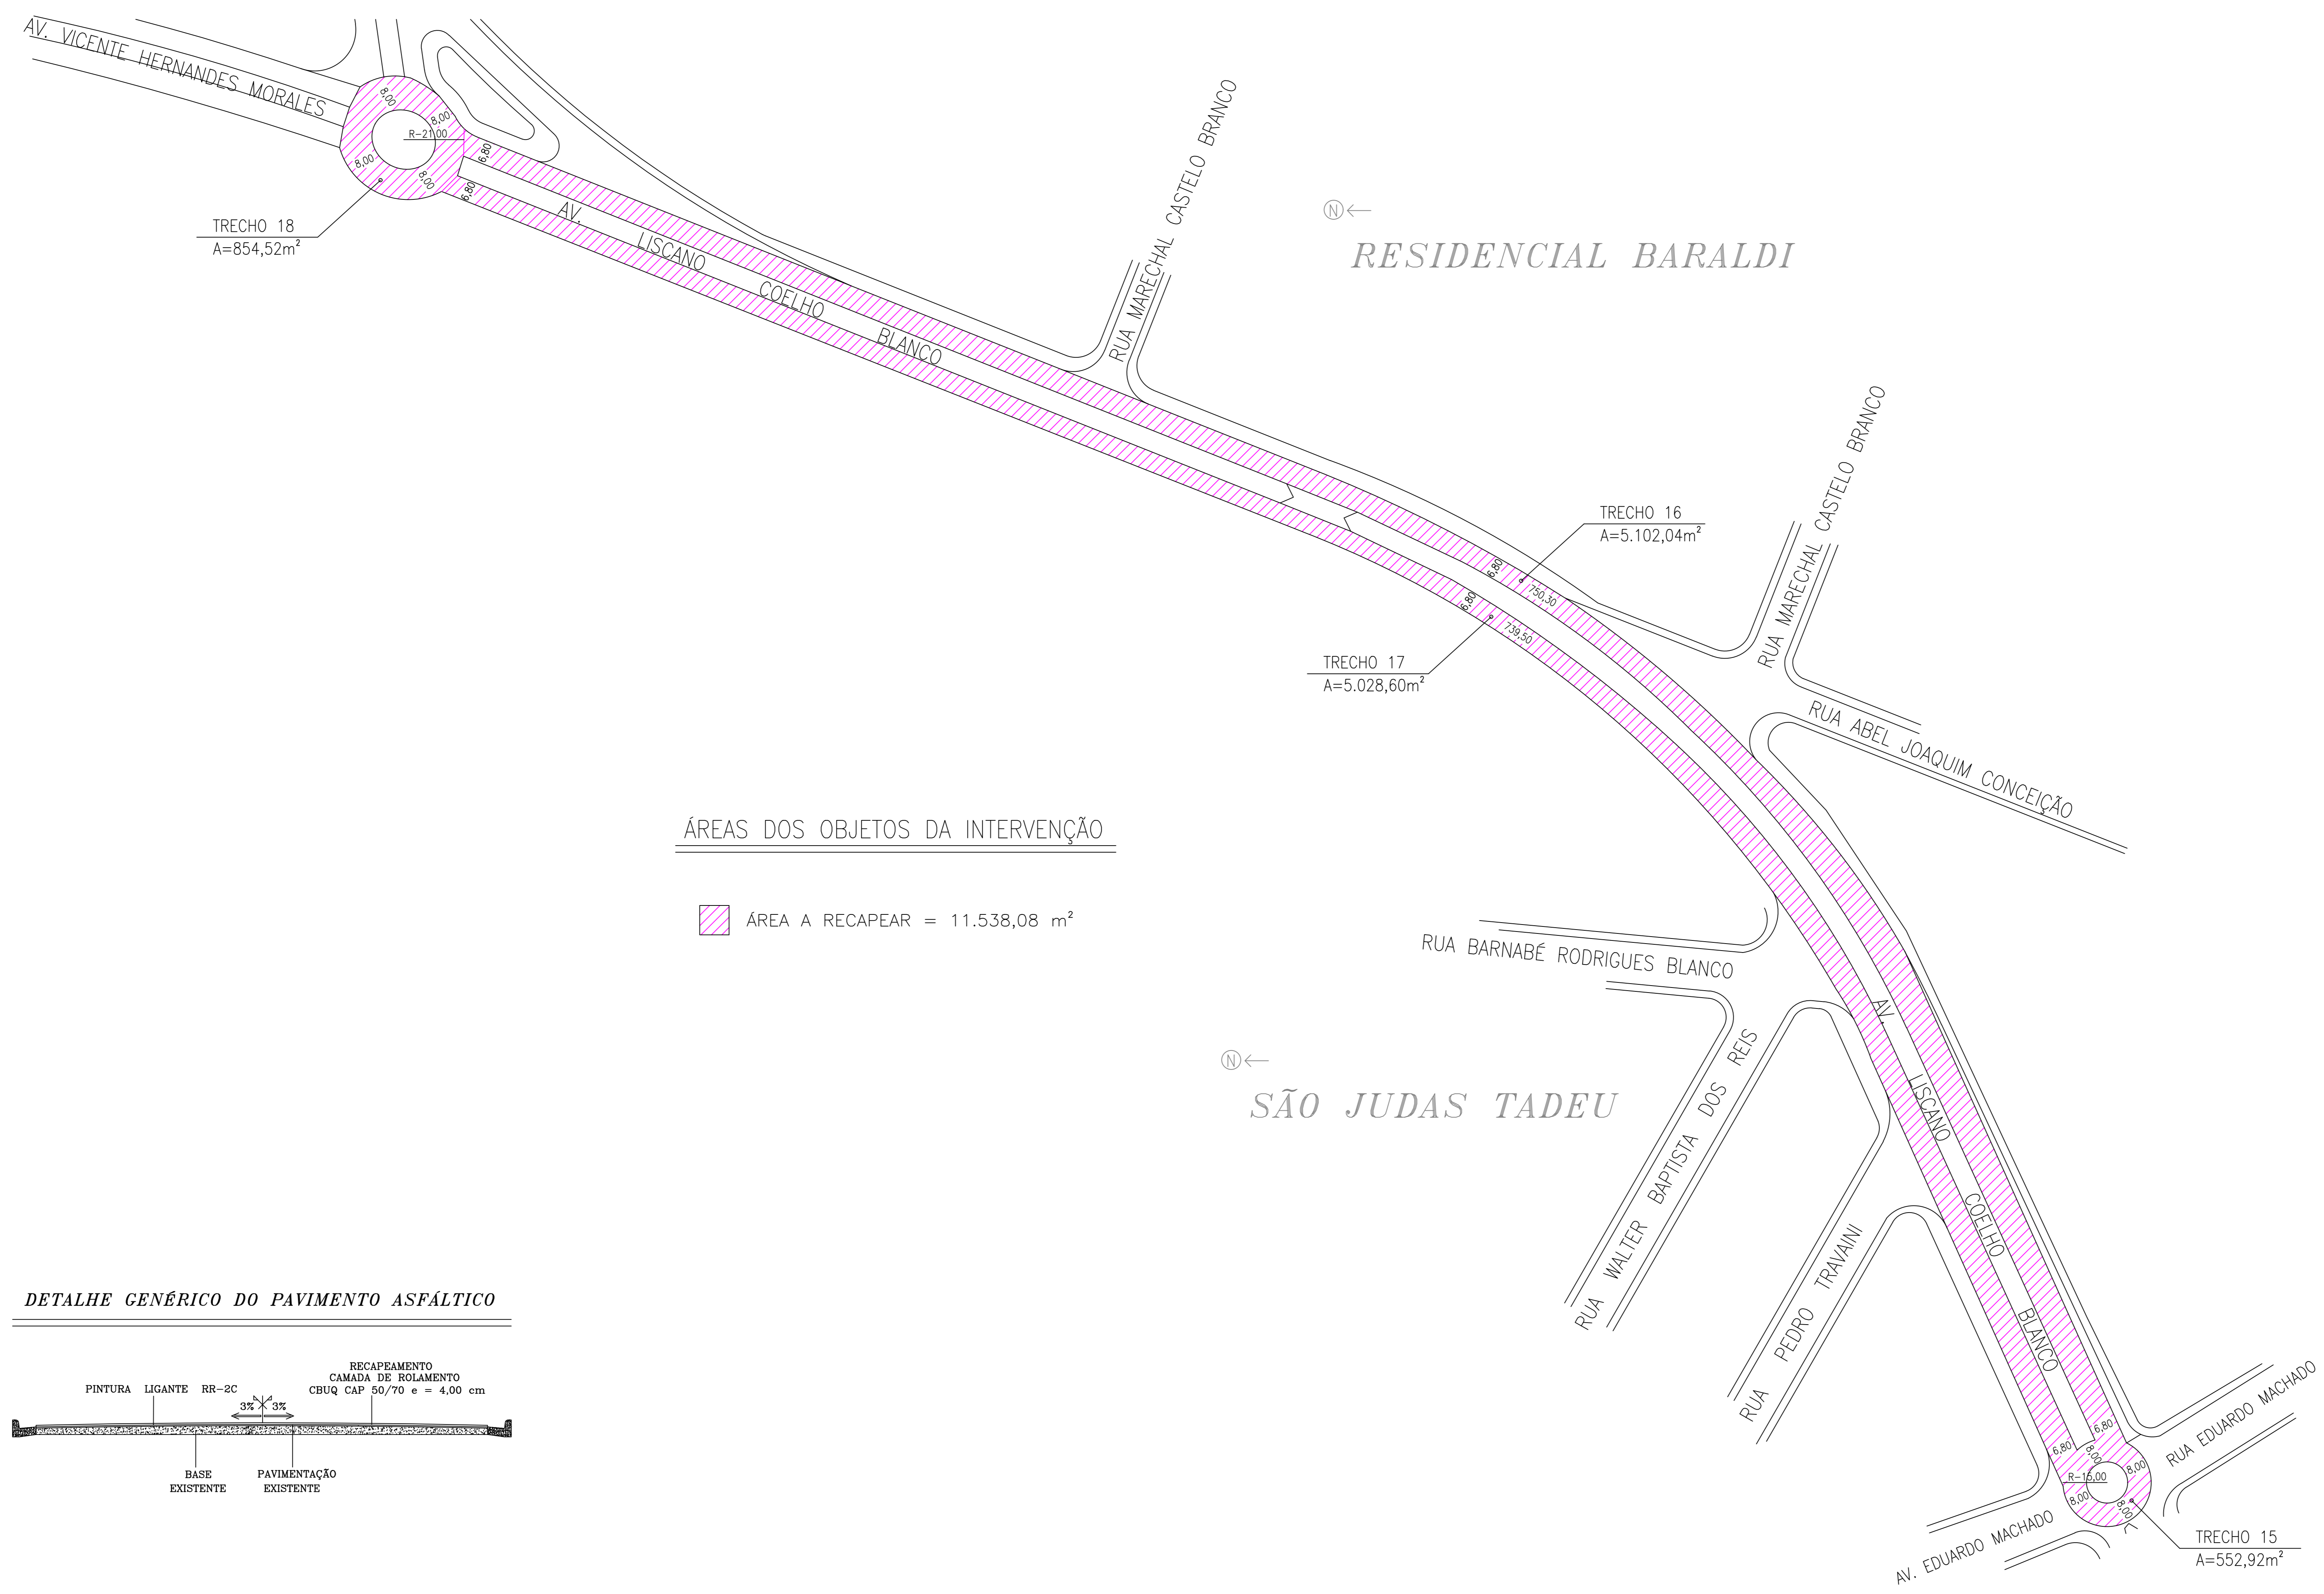 AV. VICENTE HERNANDES MORALES
8,00
8,00
R-21,00
8,00
8,00
6,80
6,80
TRECHO 18
A=854,52m²
AV. LISCANO COELHO BLANCO
RUA MARECHAL CASTELO BRANCO
N
RESIDENCIAL BARALDI
TRECHO 16
A=5.102,04m²
6,80
750,30
6,80
739,50
TRECHO 17
A=5.028,60m²
RUA MARECHAL CASTELO BRANCO
RUA ABEL JOAQUIM CONCEIÇÃO
ÁREAS DOS OBJETOS DA INTERVENÇÃO
ÁREA A RECAPEAR = 11.538,08 m²
RUA BARNABÉ RODRIGUES BLANCO
N
SÃO JUDAS TADEU
RUA WALTER BAPTISTA DOS REIS
RUA PEDRO TRAVAINI
AV. LISCANO COELHO BLANCO
6,80
6,80
8,00
8,00
R-15,00
8,00
8,00
RUA EDUARDO MACHADO
AV. EDUARDO MACHADO
TRECHO 15
A=552,92m²
DETALHE GENÉRICO DO PAVIMENTO ASFÁLTICO
PINTURA LIGANTE RR-2C
3% 3%
RECAPEAMENTO
CAMADA DE ROLAMENTO
CBUQ CAP 50/70 e = 4,00 cm
BASE
EXISTENTE
PAVIMENTAÇÃO
EXISTENTE